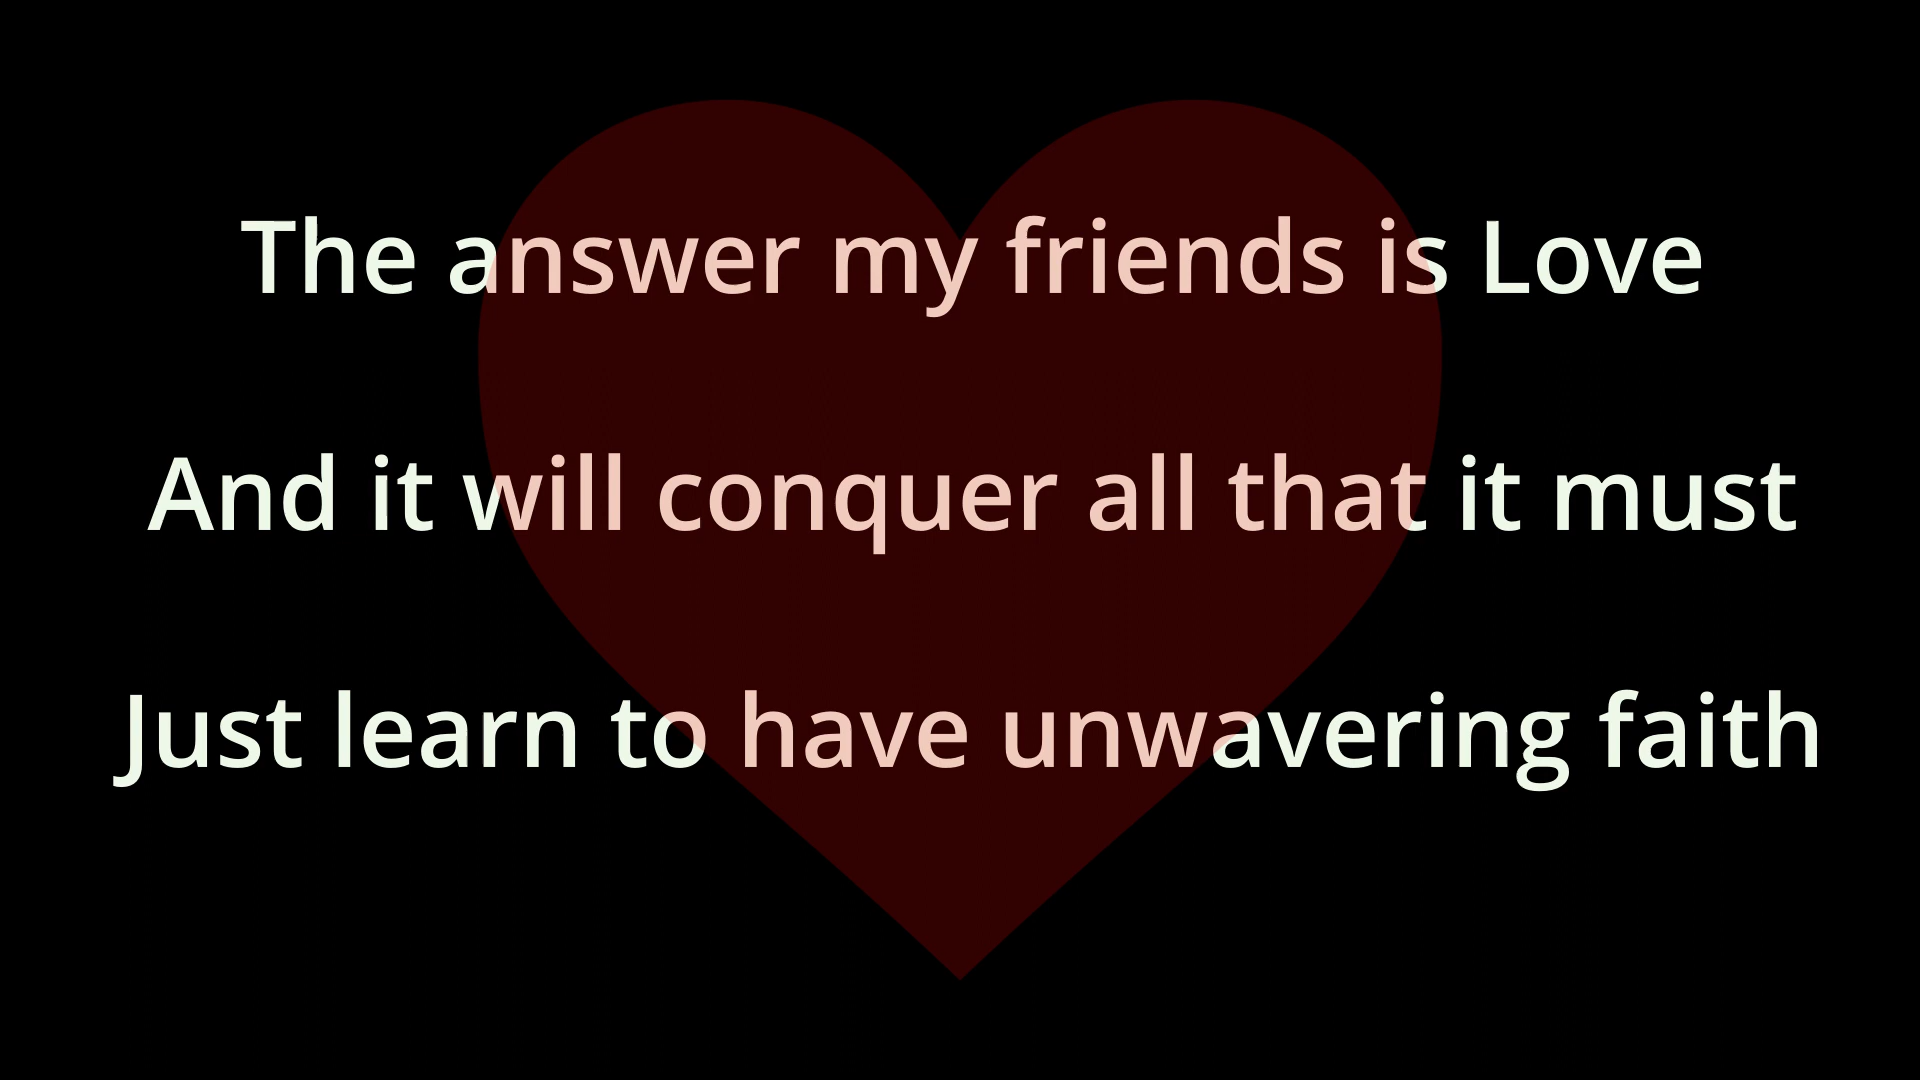 The answer my friends is Love
And it will conquer all that it must
Just learn to have unwavering faith